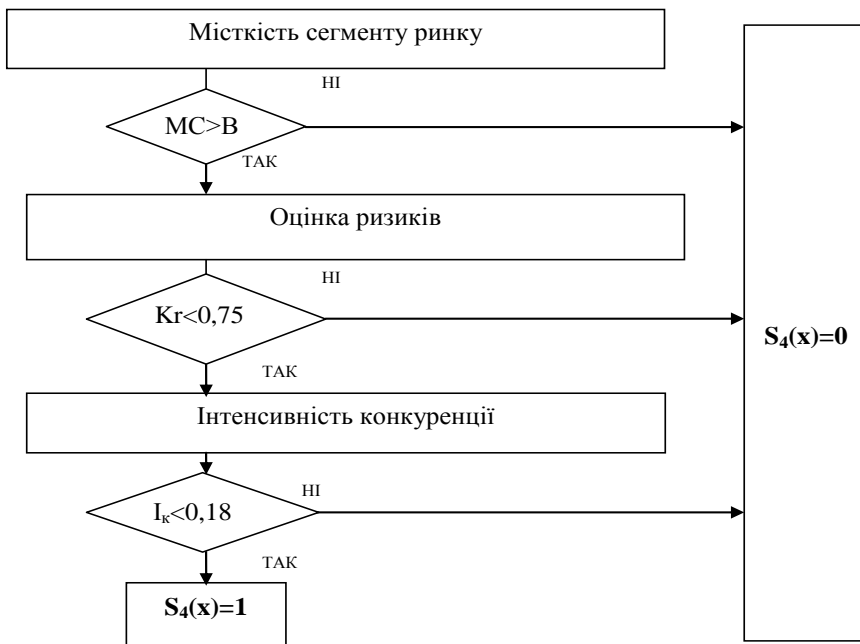 Місткість сегменту ринку
НІ
МС>В
ТАК
Оцінка ризиків
НІ
Kr<0,75
S₄(x)=0
ТАК
Інтенсивність конкуренції
НІ
Iₖ<0,18
ТАК
S₄(x)=1